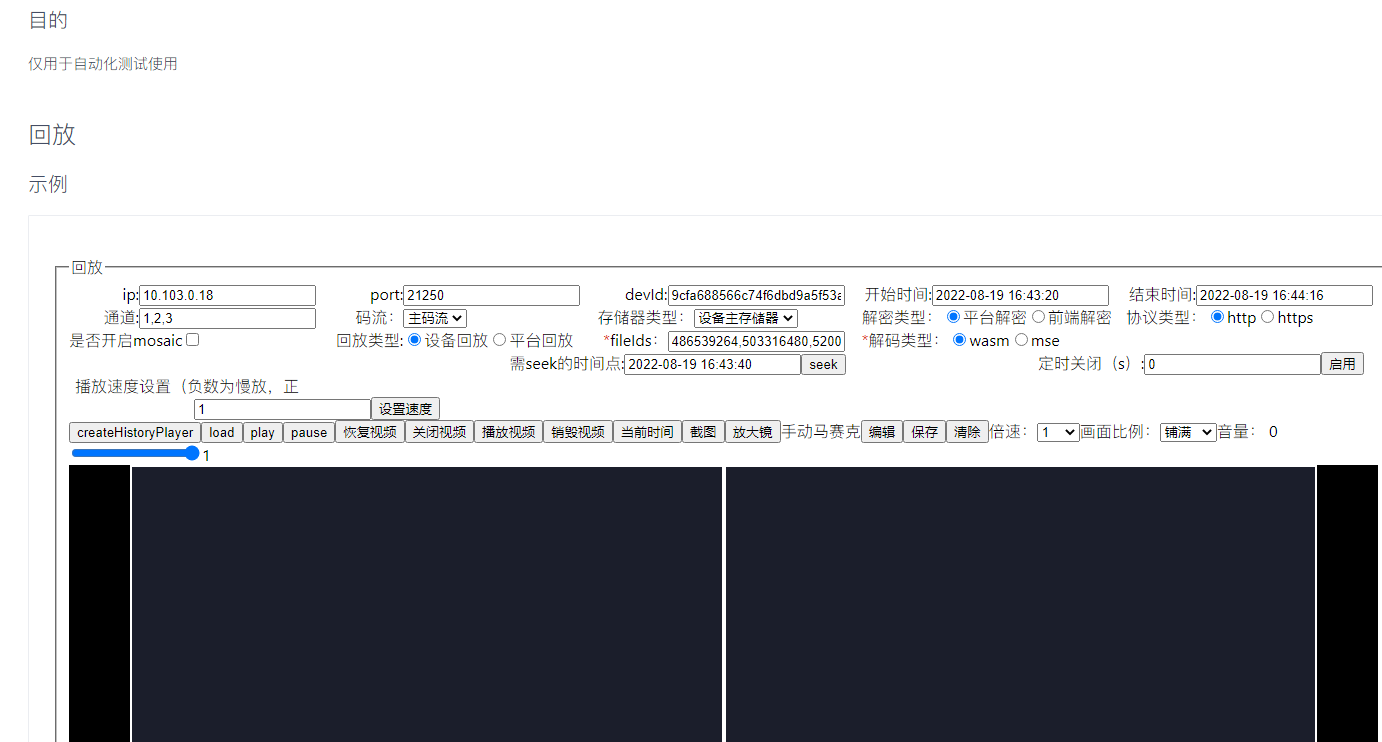 目的
仅用于自动化测试使用
回放
示例
回放
ip: 10.103.0.18 port: 21250 devId: 9cfa688566c74f6dbd9a5f53a 开始时间: 2022-08-19 16:43:20 结束时间: 2022-08-19 16:44:16
通道: 1,2,3 码流： 主码流 存储器类型： 设备主存储器 解密类型： 平台解密 前端解密 协议类型： http https
是否开启mosaic 回放类型: 设备回放 平台回放 *fileIds： 486539264,503316480,5200 *解码类型： wasm mse
需seek的时间点: 2022-08-19 16:43:40 seek 定时关闭（s）: 0 启用
播放速度设置（负数为慢放，正
1 设置速度
createHistoryPlayer load play pause 恢复视频 关闭视频 播放视频 销毁视频 当前时间 截图 放大镜 手动马赛克 编辑 保存 清除 倍速： 1 画面比例： 铺满 音量： 0
1